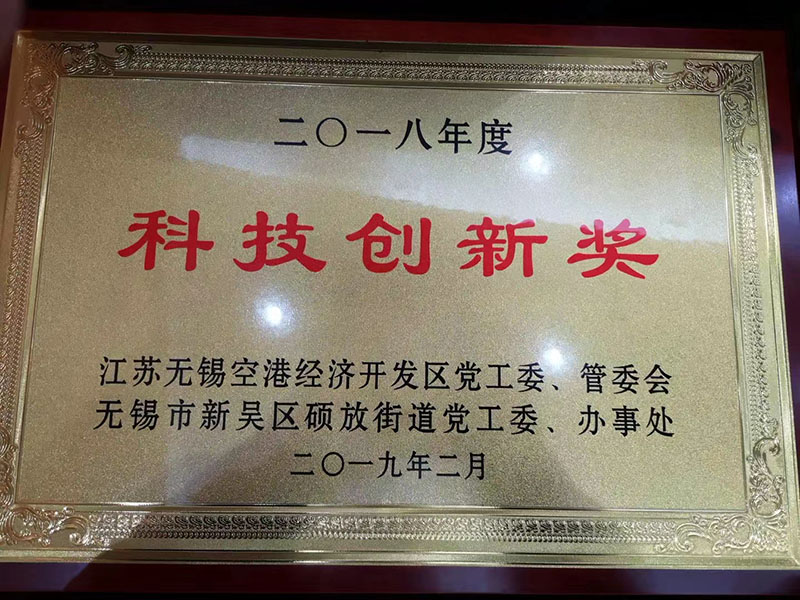 二〇一八年度
科技创新奖
江苏无锡空港经济开发区党工委、管委会
无锡市新吴区硕放街道党工委、办事处
二〇一九年二月